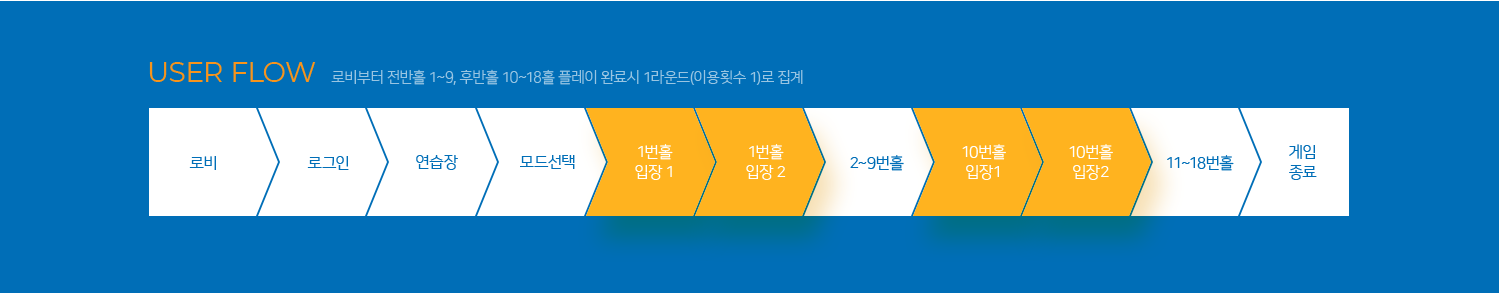 USER FLOW 로비부터 전반홀 1~9, 후반홀 10~18홀 플레이 완료시 1라운드(이용횟수 1)로 집계
로비
로그인
연습장
모드선택
1번홀
입장 1
1번홀
입장 2
2~9번홀
10번홀
입장1
10번홀
입장2
11~18번홀
게임
종료